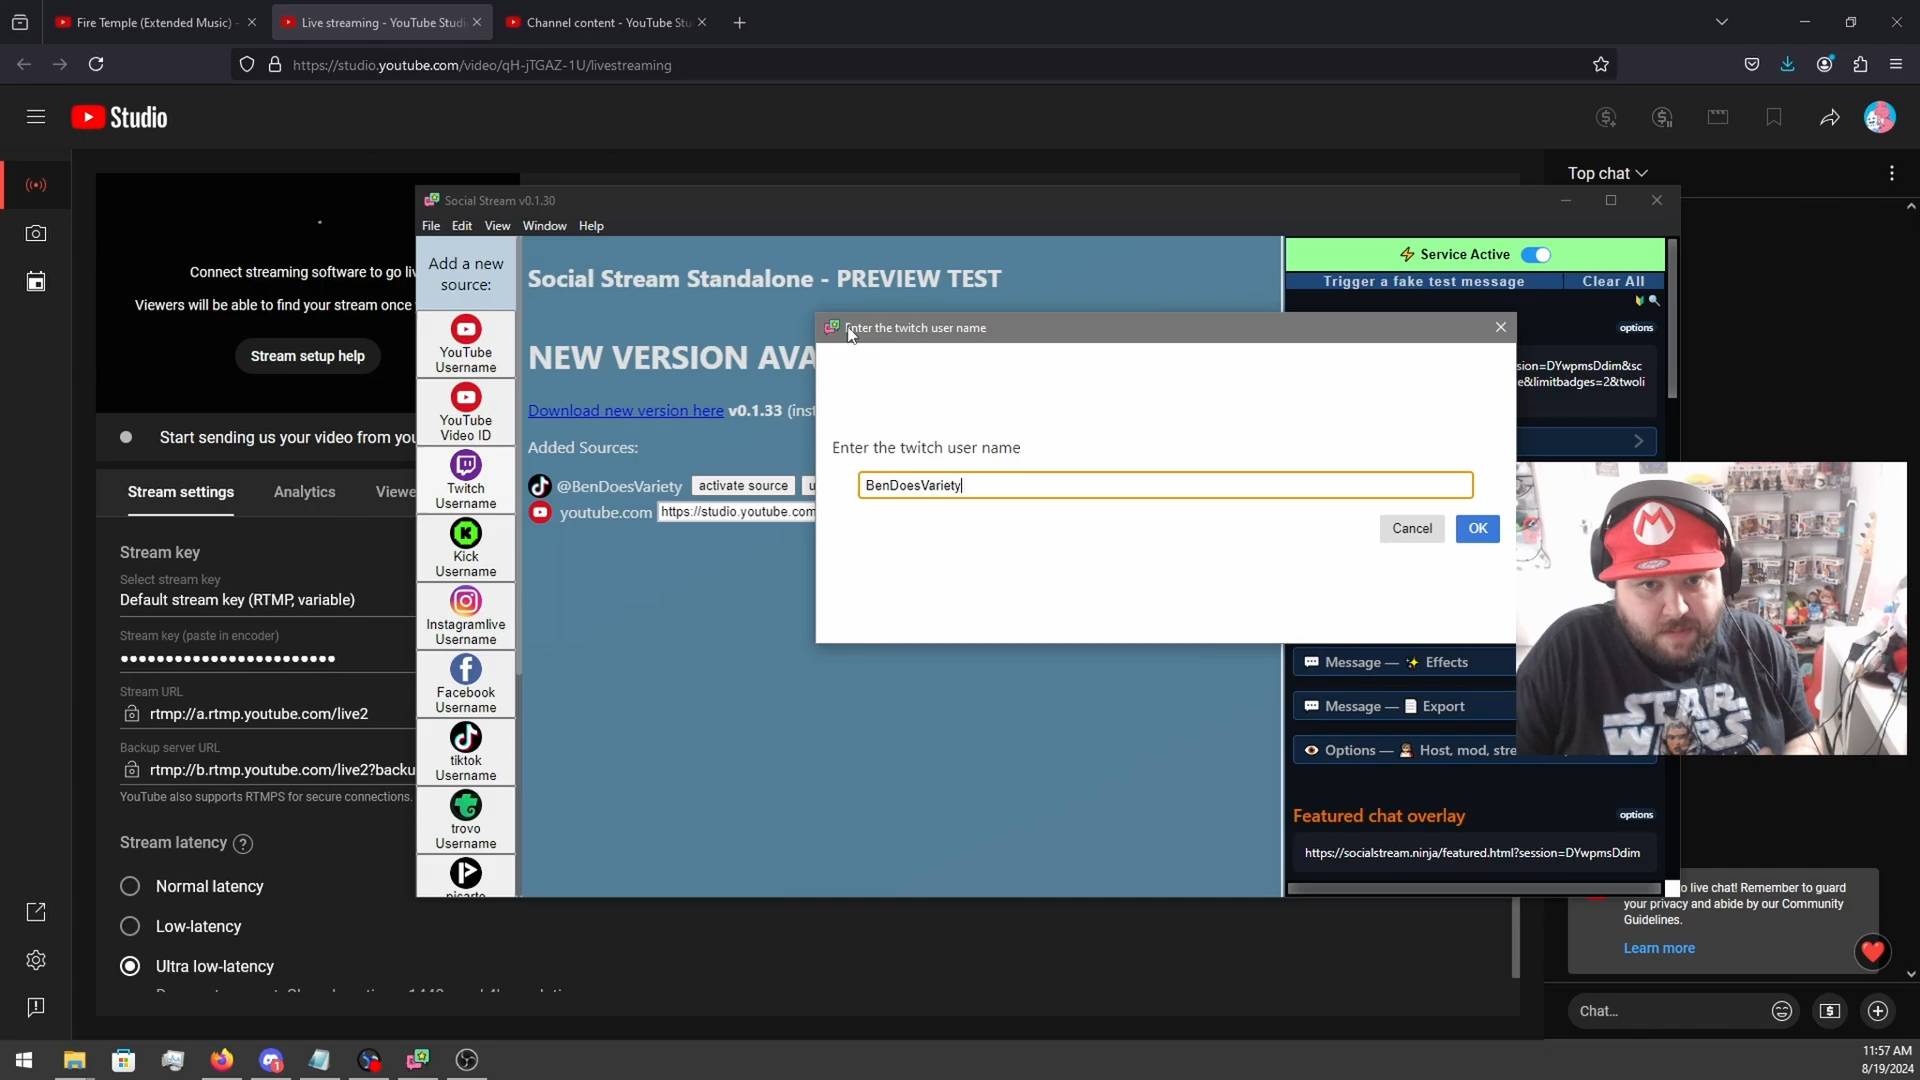 Fire Temple (Extended Music) -
Live streaming - YouTube Studi
Channel content - YouTube Stu
https://studio.youtube.com/video/qH-jTGAZ-1U/livestreaming
Studio
Top chat
Connect streaming software to go liv
Viewers will be able to find your stream once
Stream setup help
Start sending us your video from you
Stream settings
Analytics
Viewe
Stream key
Select stream key
Default stream key (RTMP, variable)
Stream key (paste in encoder)
Stream URL
rtmp://a.rtmp.youtube.com/live2
Backup server URL
rtmp://b.rtmp.youtube.com/live2?backu
YouTube also supports RTMPS for secure connections.
Stream latency
Normal latency
Low-latency
Ultra low-latency
Social Stream v0.1.30
File Edit View Window Help
Add a new
source:
YouTube
Username
YouTube
Video ID
Twitch
Username
Kick
Username
Instagramlive
Username
Facebook
Username
tiktok
Username
trovo
Username
picarto
Social Stream Standalone - PREVIEW TEST
NEW VERSION AVA
Download new version here v0.1.33 (inst
Added Sources:
@BenDoesVariety activate source u
youtube.com https://studio.youtube.com
Enter the twitch user name
Enter the twitch user name
BenDoesVariety
Cancel
OK
Service Active
Trigger a fake test message
Clear All
options
sion=DYwpmsDdim&sc
e&limitbadges=2&twoli
Message — Effects
Message — Export
Options — Host, mod, stre
Featured chat overlay
options
https://socialstream.ninja/featured.html?session=DYwpmsDdim
STAR
WARS
o live chat! Remember to guard
your privacy and abide by our Community
Guidelines.
Learn more
Chat...
11:57 AM
8/19/2024